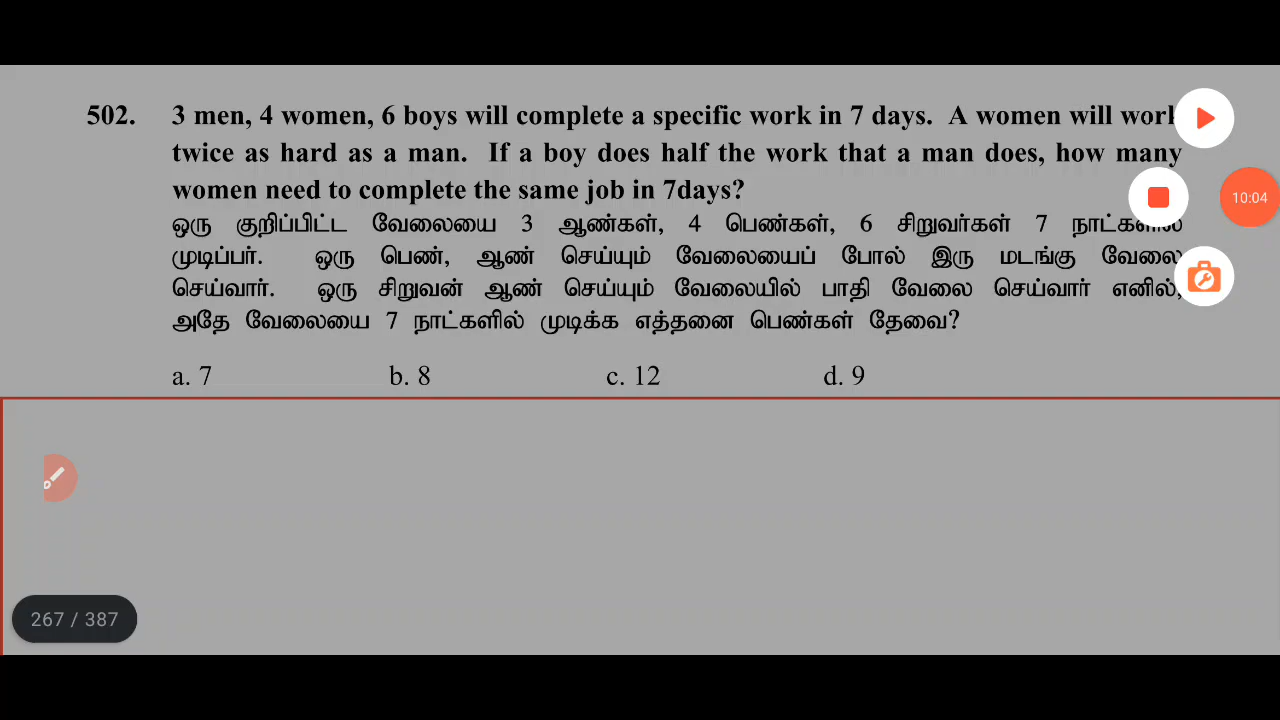 502. 3 men, 4 women, 6 boys will complete a specific work in 7 days. A women will work
twice as hard as a man. If a boy does half the work that a man does, how many
women need to complete the same job in 7days?
ஒரு குறிப்பிட்ட வேலையை 3 ஆண்கள், 4 பெண்கள், 6 சிறுவர்கள் 7 நாட்களில்
முடிப்பர். ஒரு பெண், ஆண் செய்யும் வேலையைப் போல் இரு மடங்கு வேலை
செய்வார். ஒரு சிறுவன் ஆண் செய்யும் வேலையில் பாதி வேலை செய்வார் எனில்,
அதே வேலையை 7 நாட்களில் முடிக்க எத்தனை பெண்கள் தேவை?
a. 7 b. 8 c. 12 d. 9
10:04
267 / 387